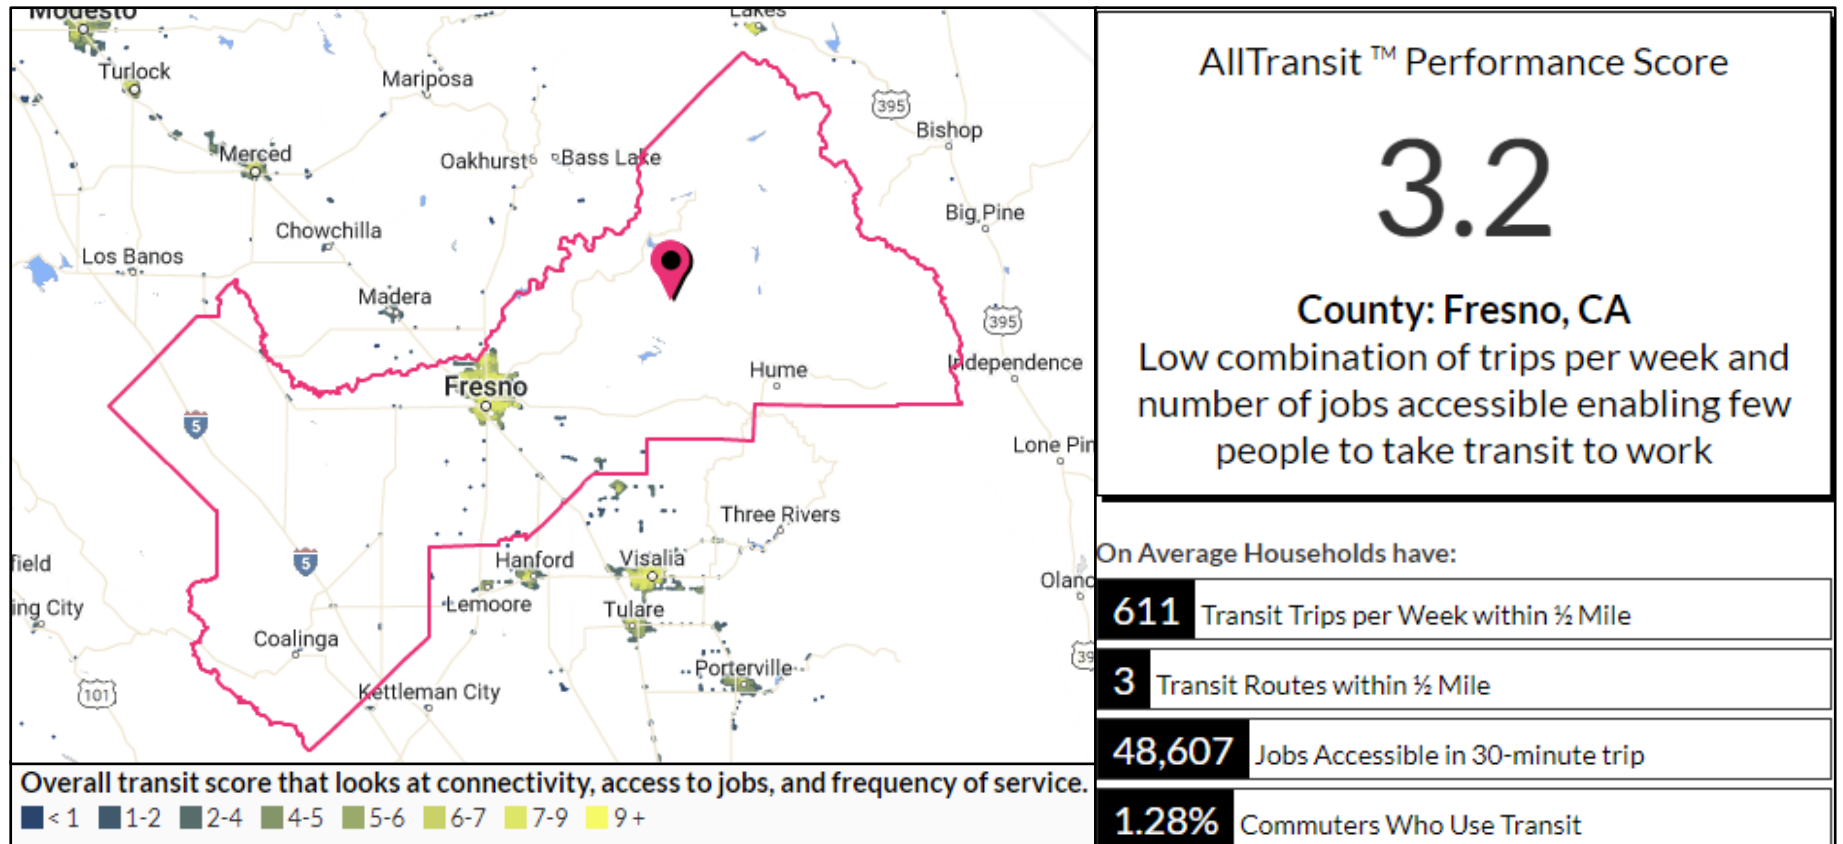 Modesto
Lakes
Turlock
Mariposa
395
Bishop
Merced
Oakhurst
Bass Lake
Big Pine
Chowchilla
Los Banos
Madera
395
Independence
Hume
Fresno
5
Lone Pin
Three Rivers
5
Hanford
Visalia
field
Olanc
ing City
Lemoore
Tulare
Coalinga
39
Porterville
101
Kettleman City
Overall transit score that looks at connectivity, access to jobs, and frequency of service.
< 1 1-2 2-4 4-5 5-6 6-7 7-9 9 +
AllTransit ™ Performance Score
3.2
County: Fresno, CA
Low combination of trips per week and
number of jobs accessible enabling few
people to take transit to work
On Average Households have:
611 Transit Trips per Week within ½ Mile
3 Transit Routes within ½ Mile
48,607 Jobs Accessible in 30-minute trip
1.28% Commuters Who Use Transit